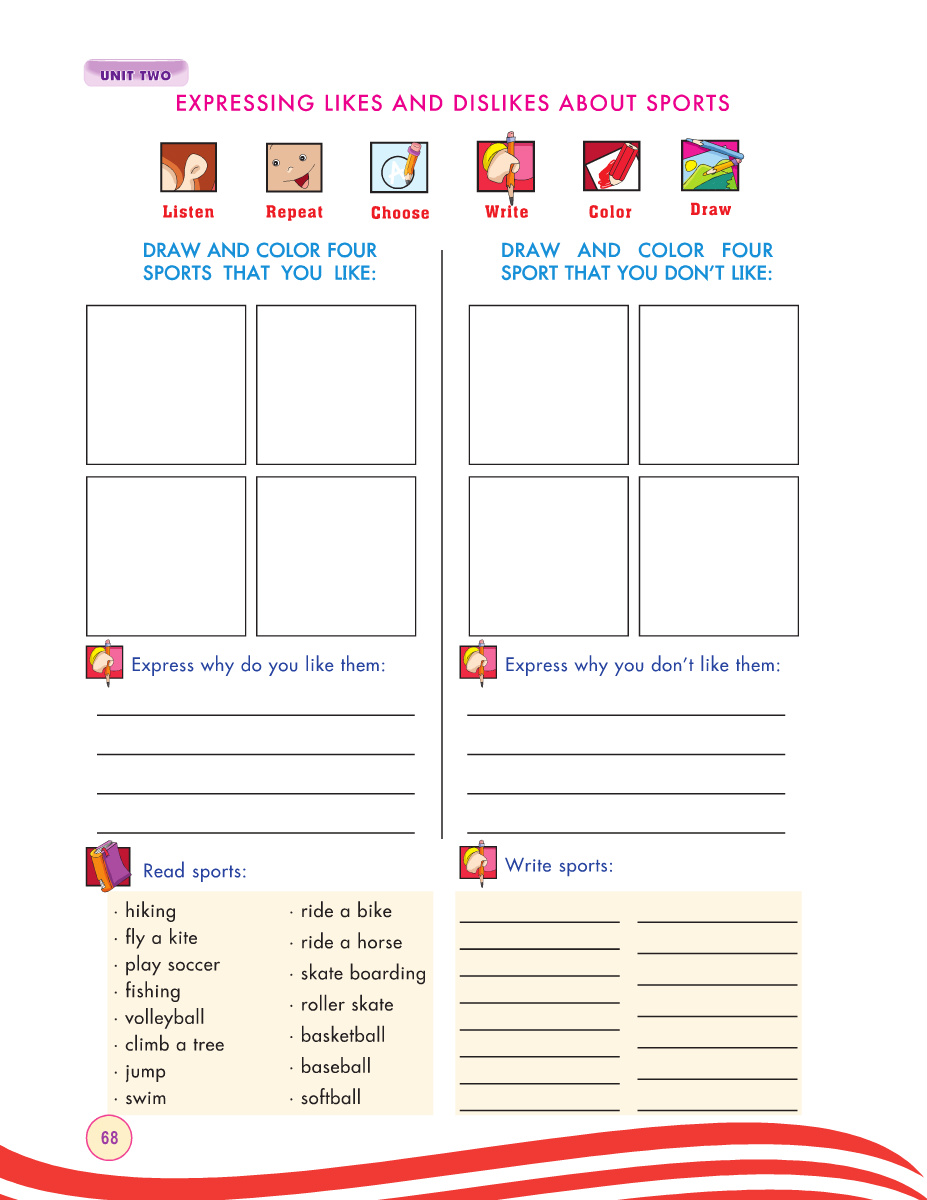 UNIT TWO
EXPRESSING LIKES AND DISLIKES ABOUT SPORTS
Listen
Repeat
Choose
Write
Color
Draw
DRAW AND COLOR FOUR
SPORTS THAT YOU LIKE:
Express why do you like them:
DRAW AND COLOR FOUR
SPORT THAT YOU DON'T LIKE:
Express why you don't like them:
Read sports:
· hiking
· fly a kite
· play soccer
· fishing
· volleyball
· climb a tree
· jump
· swim
· ride a bike
· ride a horse
· skate boarding
· roller skate
· basketball
· baseball
· softball
Write sports:
68